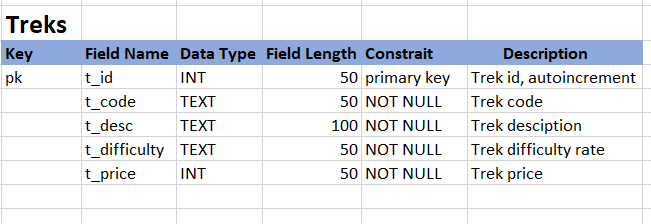 Treks
Key Field Name Data Type Field Length Constrait Description
pk t_id INT 50 primary key Trek id, autoincrement
t_code TEXT 50 NOT NULL Trek code
t_desc TEXT 100 NOT NULL Trek desciption
t_difficulty TEXT 50 NOT NULL Trek difficulty rate
t_price INT 50 NOT NULL Trek price